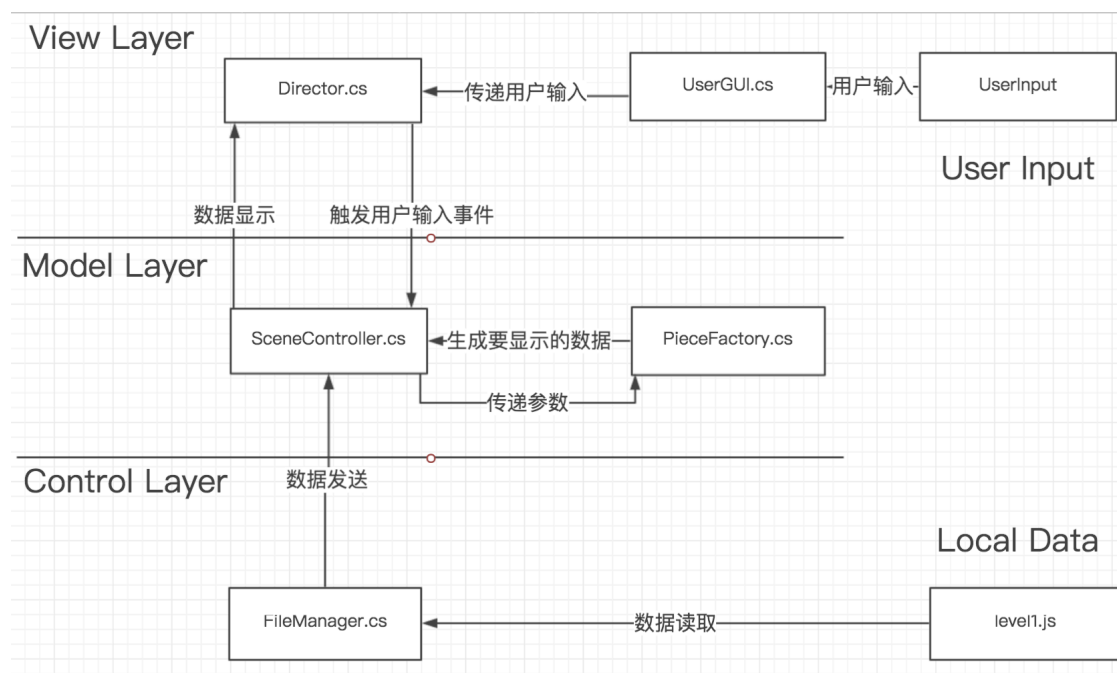 View Layer
Director.cs
传递用户输入
UserGUI.cs
用户输入
UserInput
User Input
数据显示
触发用户输入事件
Model Layer
SceneController.cs
生成要显示的数据
PieceFactory.cs
传递参数
Control Layer
数据发送
Local Data
FileManager.cs
数据读取
level1.js